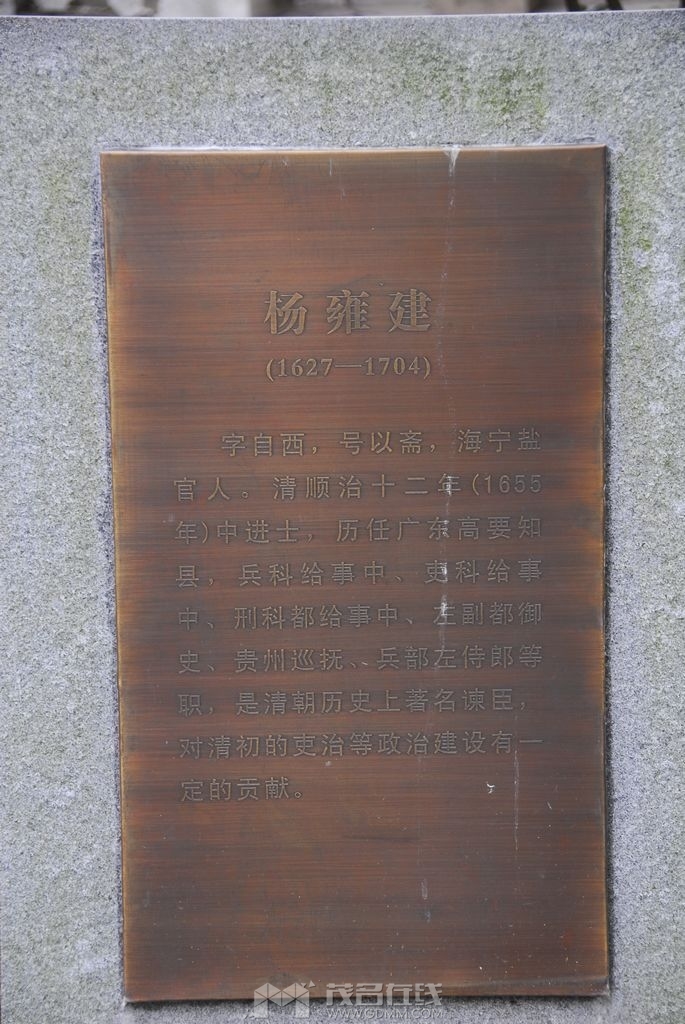 杨雍建
(1627—1704)
字自西，号以斋，海宁盐
官人。清顺治十二年(1655
年)中进士，历任广东高要知
县，兵科给事中、吏科给事
中、刑科都给事中、左副都御
史、贵州巡抚、兵部左侍郎等
职，是清朝历史上著名谏臣，
对清初的吏治等政治建设有一
定的贡献。
茂名在线
WWW.GDMM.COM